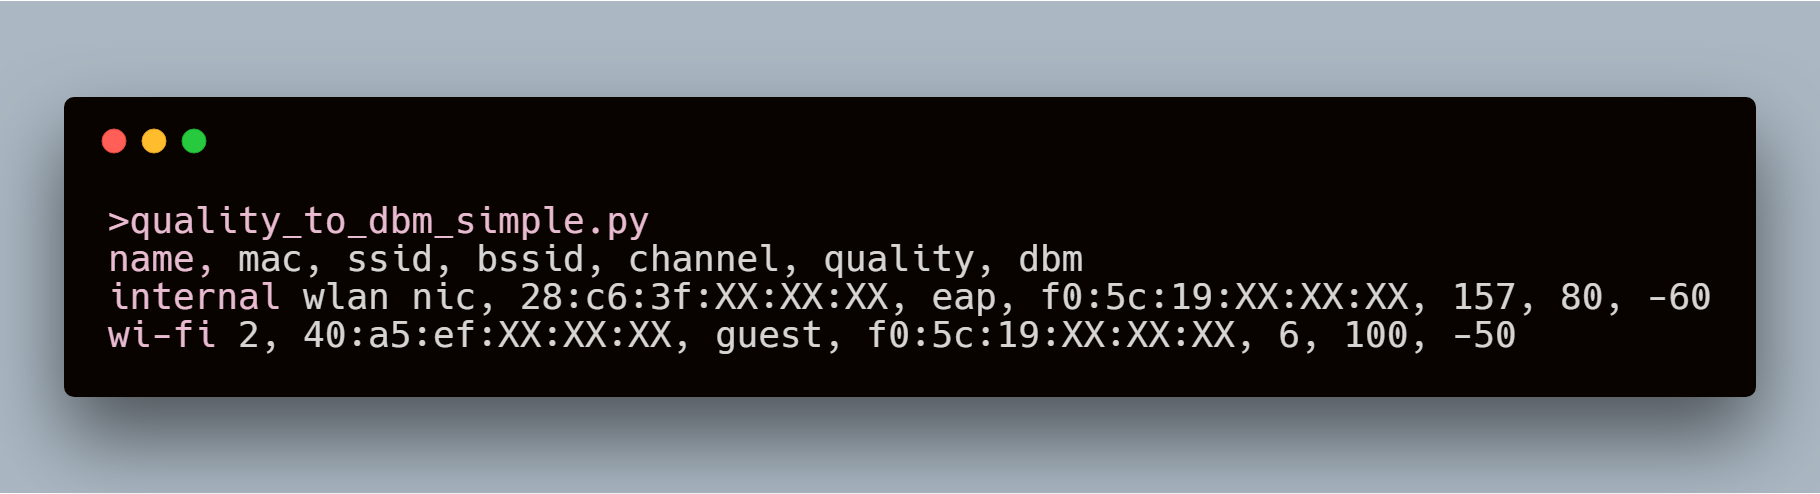 >quality_to_dbm_simple.py
name, mac, ssid, bssid, channel, quality, dbm
internal wlan nic, 28:c6:3f:XX:XX:XX, eap, f0:5c:19:XX:XX:XX, 157, 80, -60
wi-fi 2, 40:a5:ef:XX:XX:XX, guest, f0:5c:19:XX:XX:XX, 6, 100, -50